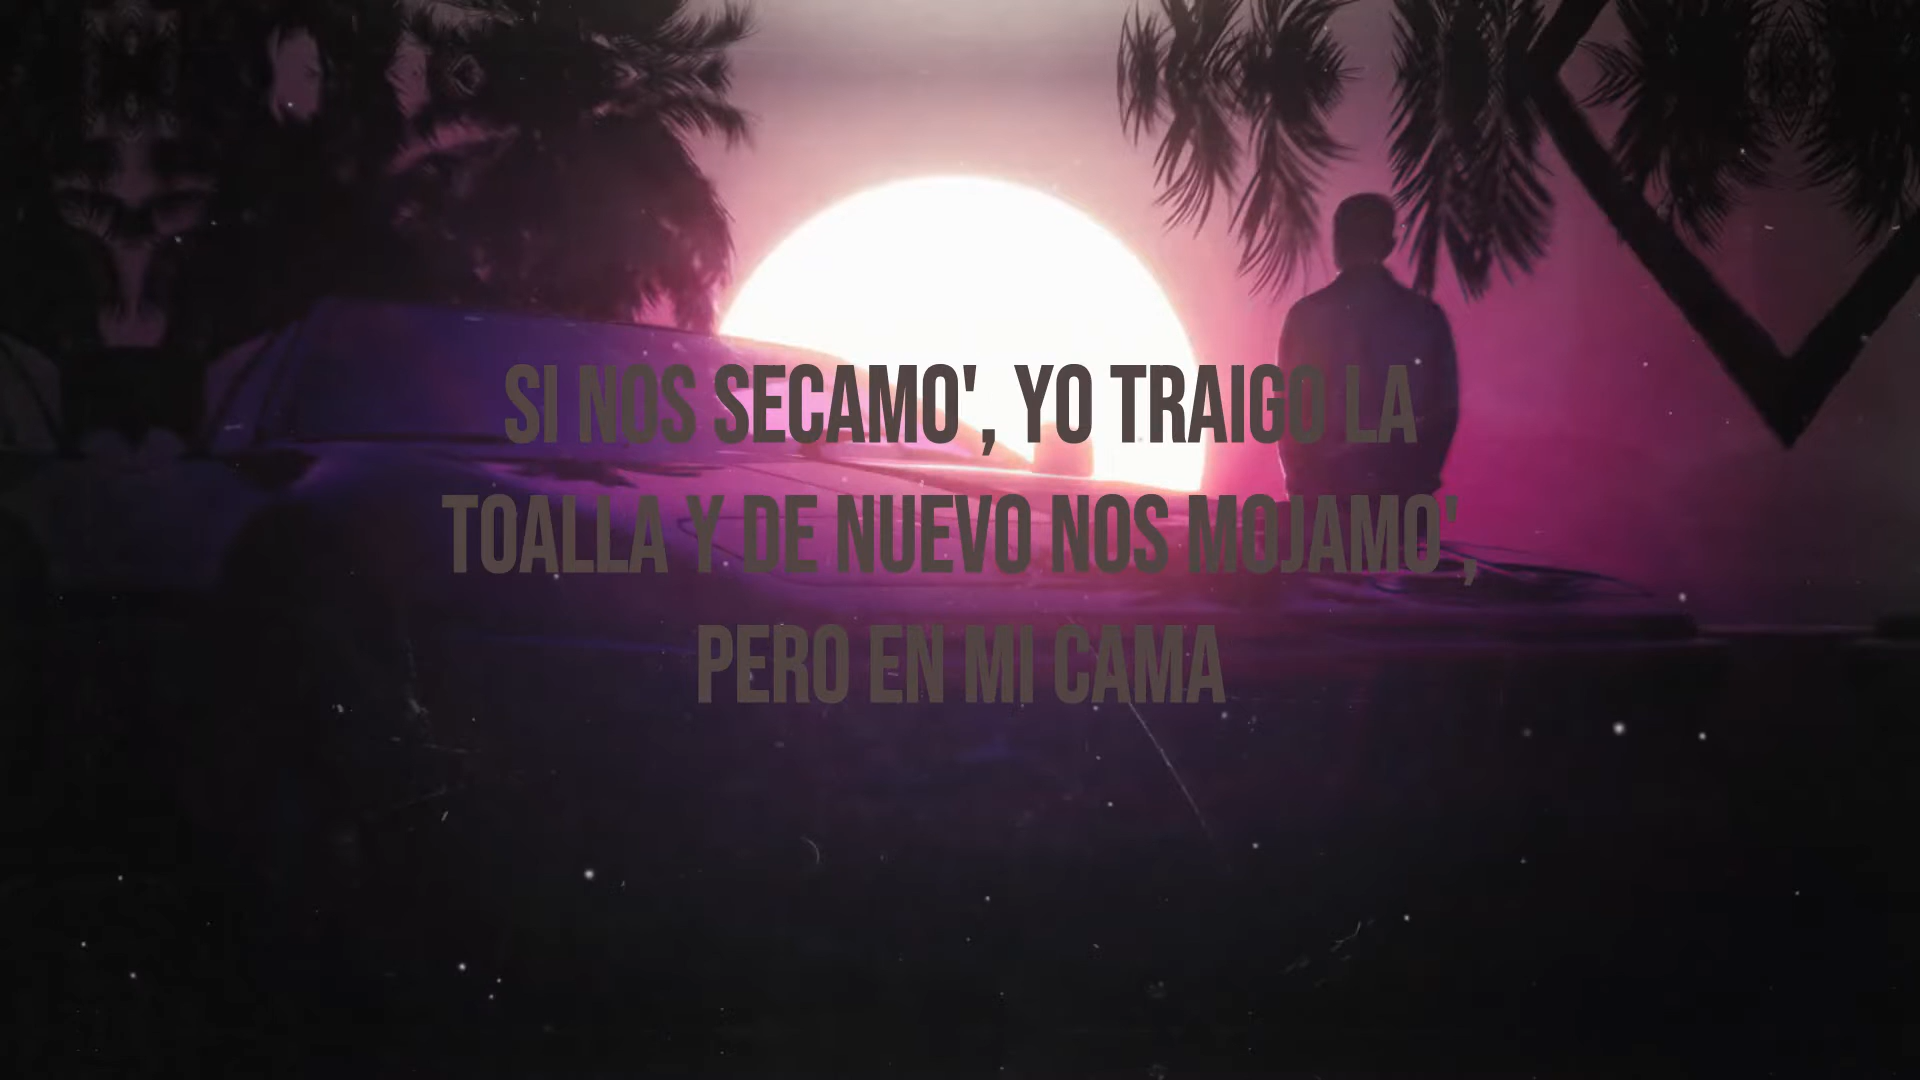 SI NOS SECAMO', YO TRAIGO LA
TOALLA Y DE NUEVO NOS MOJAMO',
PERO EN MI CAMA